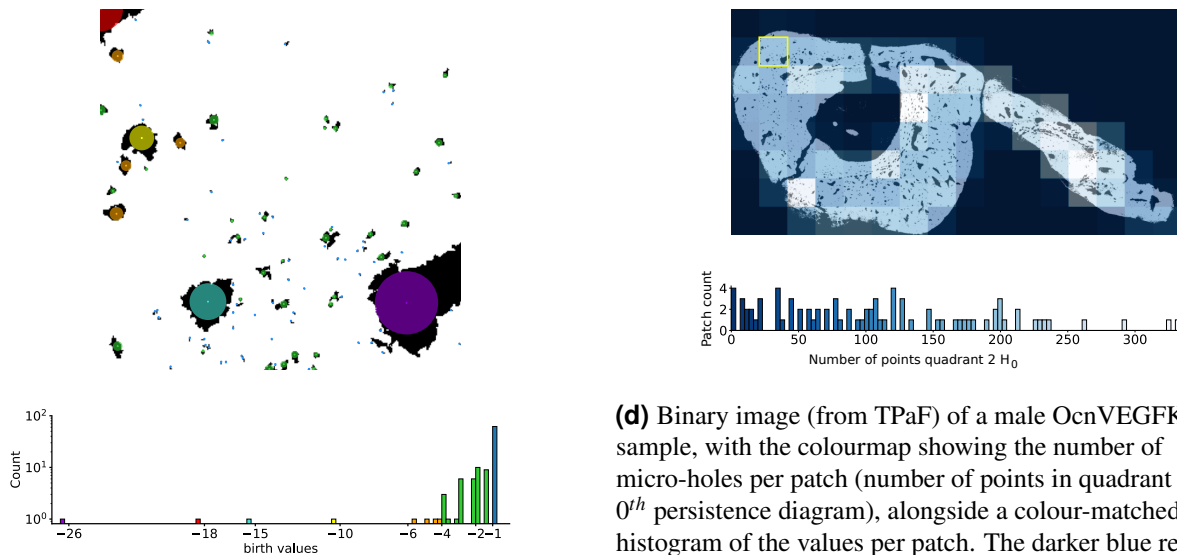 10²
10¹
10⁰
Count
−26
−18
−15
−10
−6
−4
−2
−1
birth values
4
2
0
Patch count
0
50
100
150
200
250
300
Number of points quadrant 2 H₀
(d) Binary image (from TPaF) of a male OcnVEGFK
sample, with the colourmap showing the number of
micro-holes per patch (number of points in quadrant
0ᵗʰ persistence diagram), alongside a colour-matched
histogram of the values per patch. The darker blue re